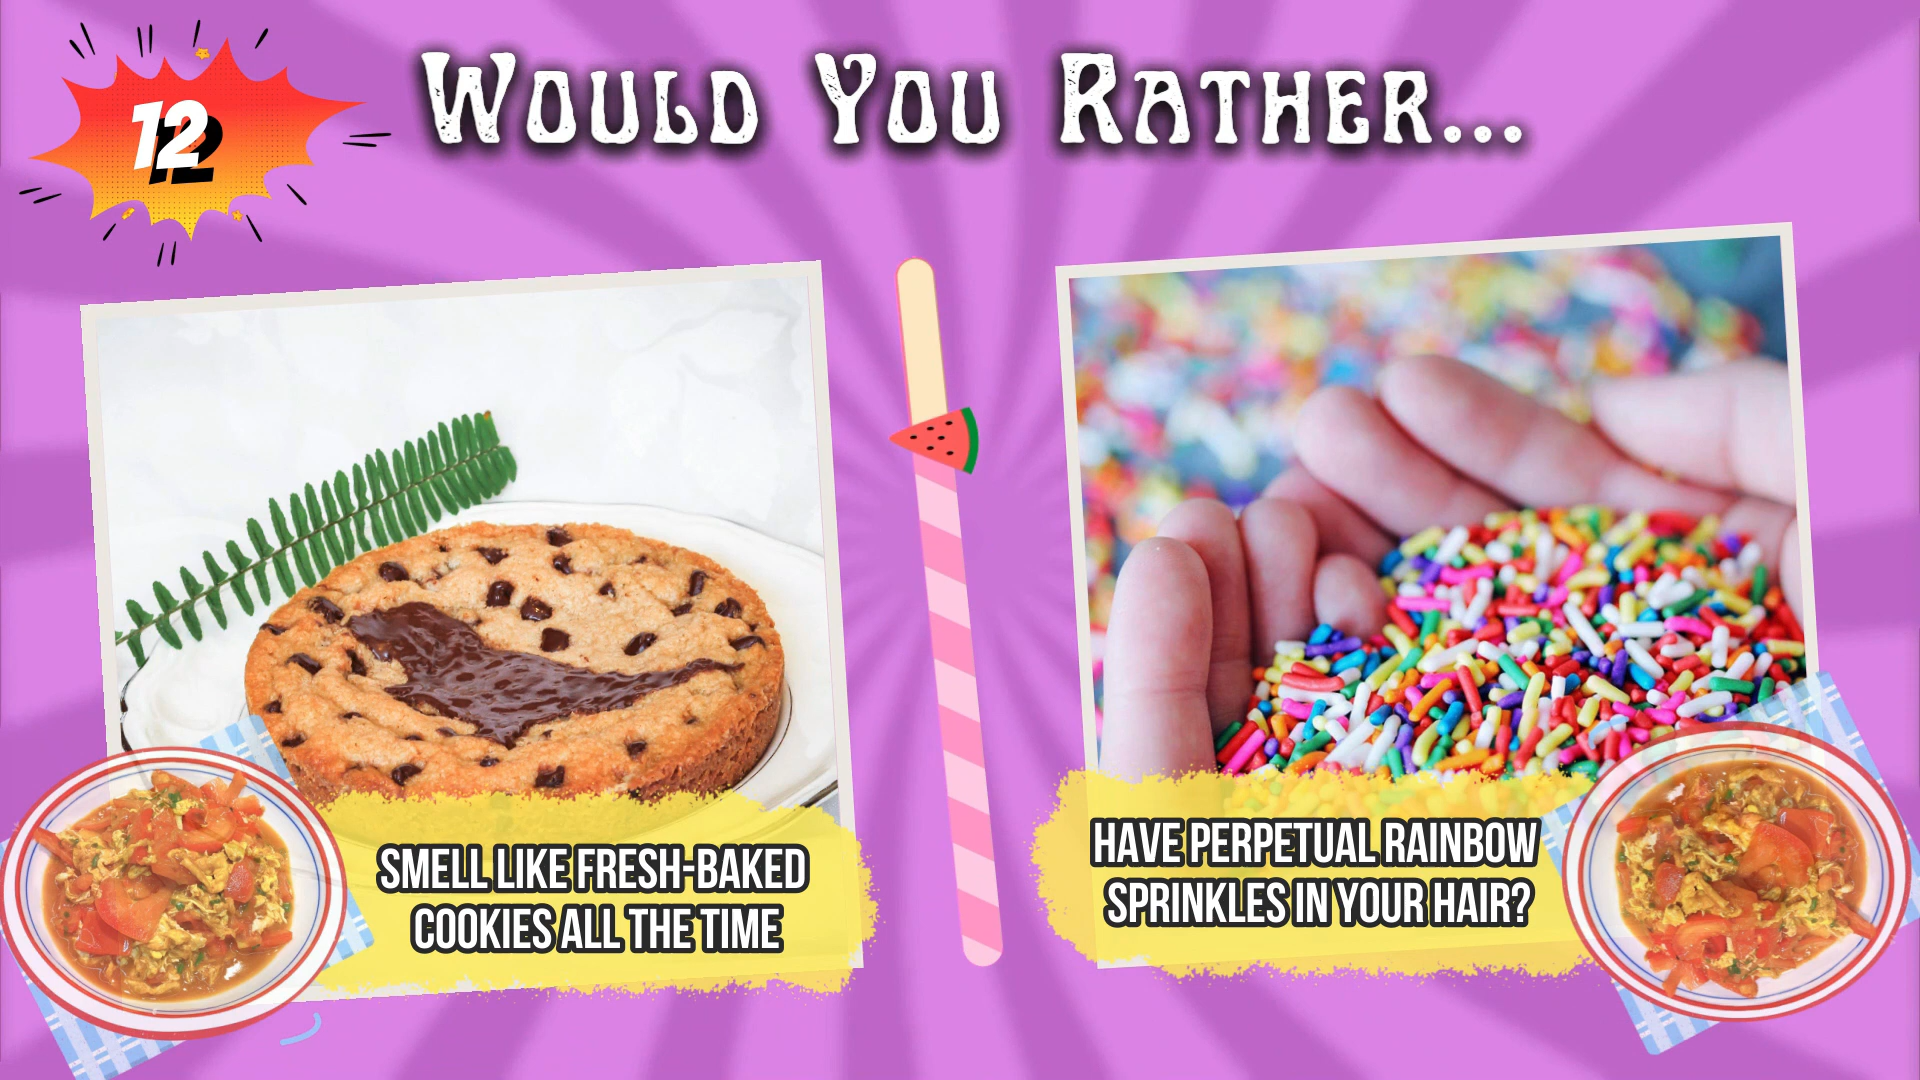 12
Would You Rather...
SMELL LIKE FRESH-BAKED
COOKIES ALL THE TIME
HAVE PERPETUAL RAINBOW
SPRINKLES IN YOUR HAIR?